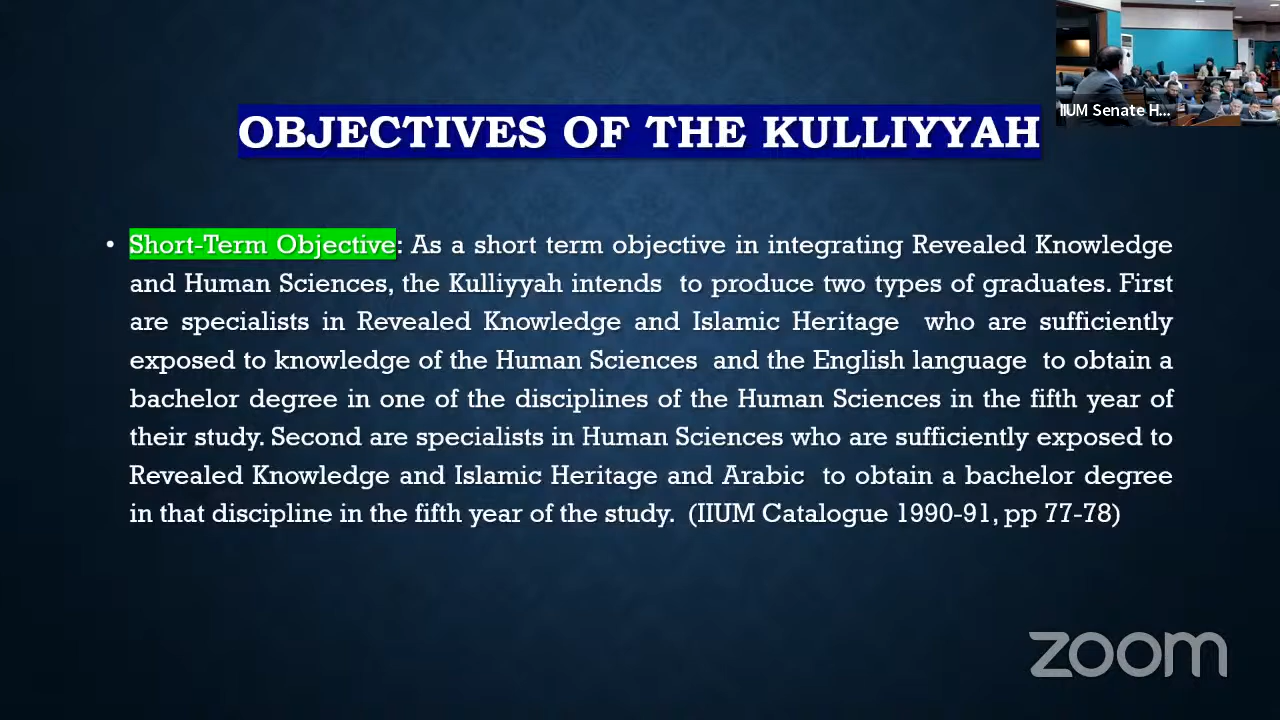 IIUM Senate H...
OBJECTIVES OF THE KULLIYYAH
• Short-Term Objective: As a short term objective in integrating Revealed Knowledge
and Human Sciences, the Kulliyyah intends to produce two types of graduates. First
are specialists in Revealed Knowledge and Islamic Heritage who are sufficiently
exposed to knowledge of the Human Sciences and the English language to obtain a
bachelor degree in one of the disciplines of the Human Sciences in the fifth year of
their study. Second are specialists in Human Sciences who are sufficiently exposed to
Revealed Knowledge and Islamic Heritage and Arabic to obtain a bachelor degree
in that discipline in the fifth year of the study. (IIUM Catalogue 1990-91, pp 77-78)
zoom